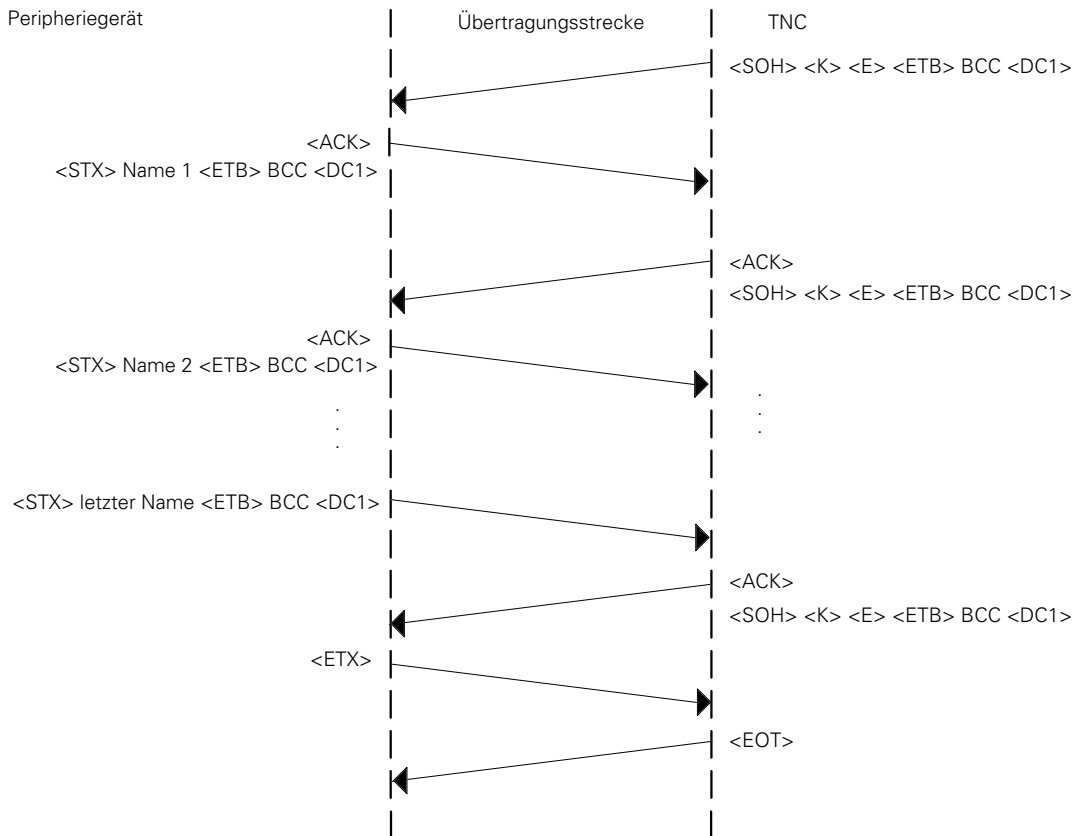 Peripheriegerät
Übertragungsstrecke
TNC
<SOH> <K> <E> <ETB> BCC <DC1>
<ACK>
<STX> Name 1 <ETB> BCC <DC1>
<ACK>
<SOH> <K> <E> <ETB> BCC <DC1>
<ACK>
<STX> Name 2 <ETB> BCC <DC1>
.
.
.
.
.
.
<STX> letzter Name <ETB> BCC <DC1>
<ACK>
<SOH> <K> <E> <ETB> BCC <DC1>
<ETX>
<EOT>